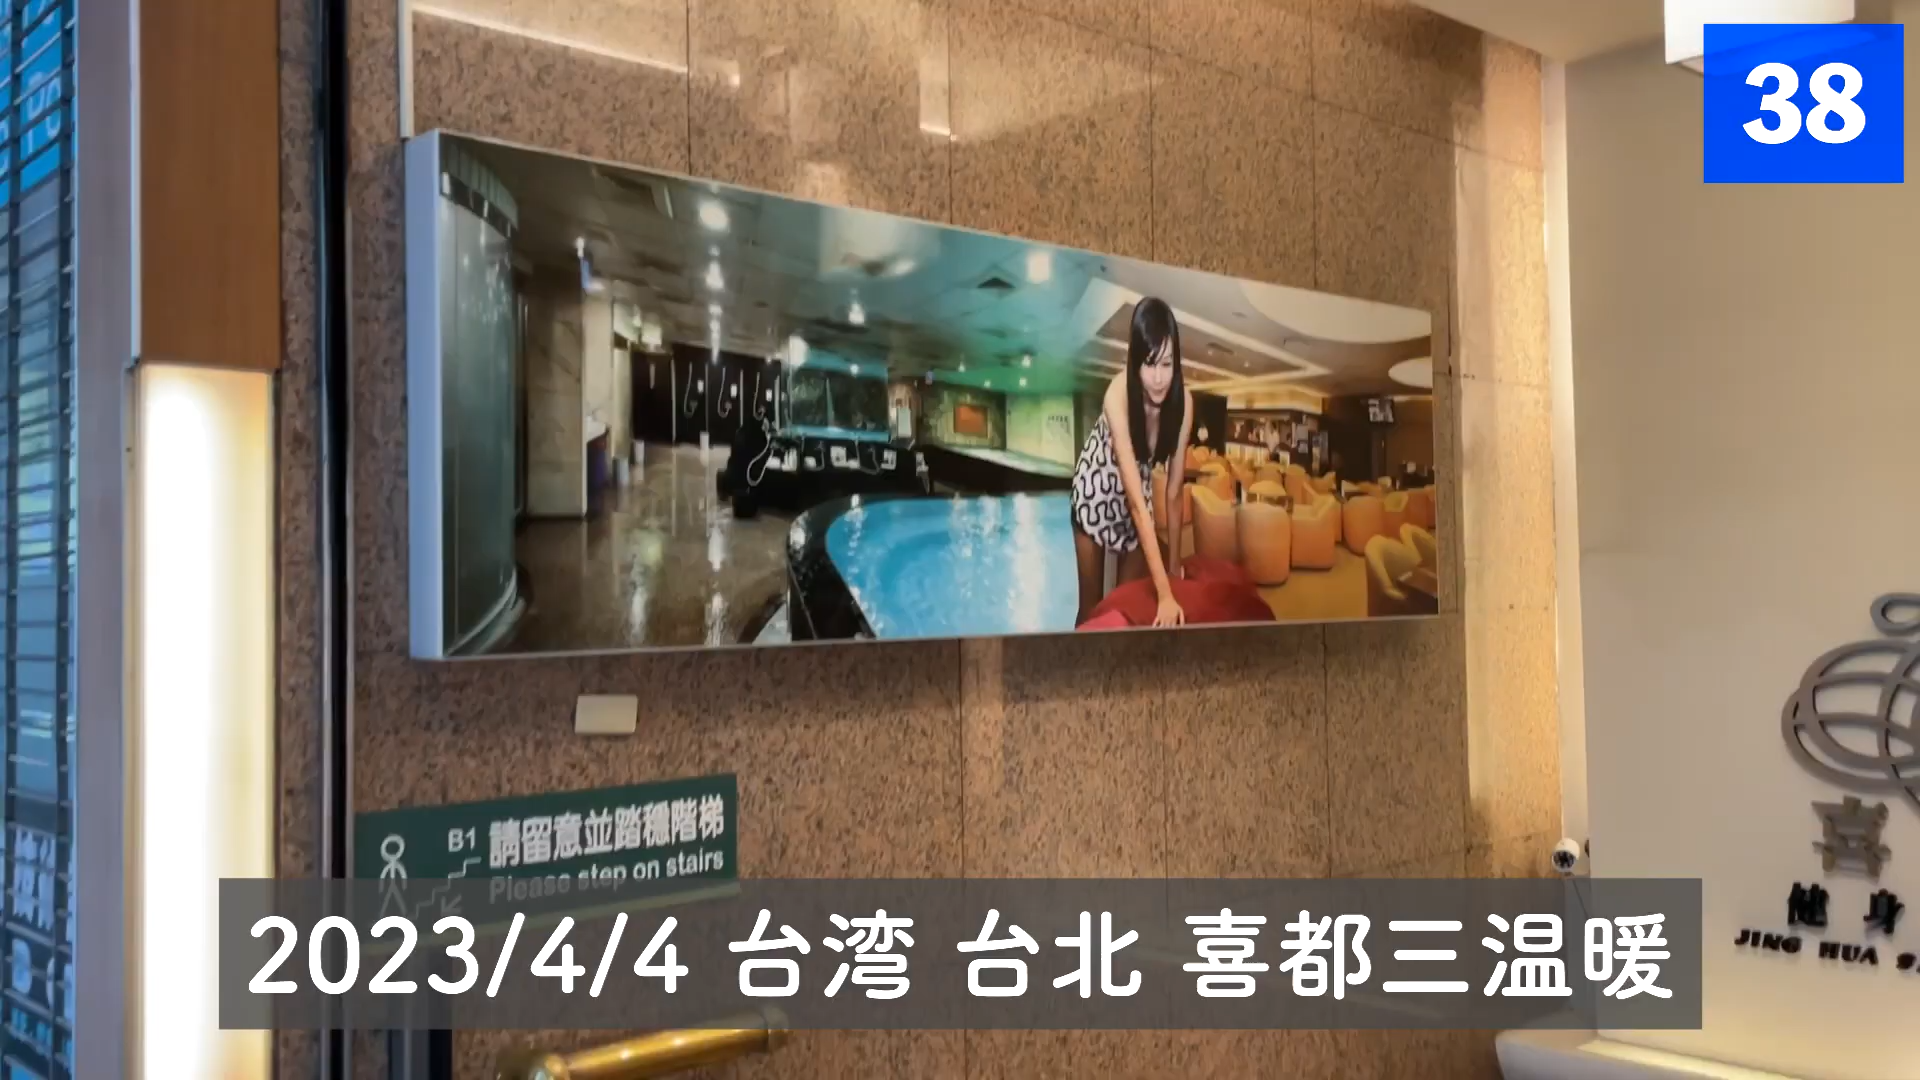 38
B1 請留意並踏穩階梯
Please step on stairs
喜
健身
JING HUA
2023/4/4 台湾 台北 喜都三温暖